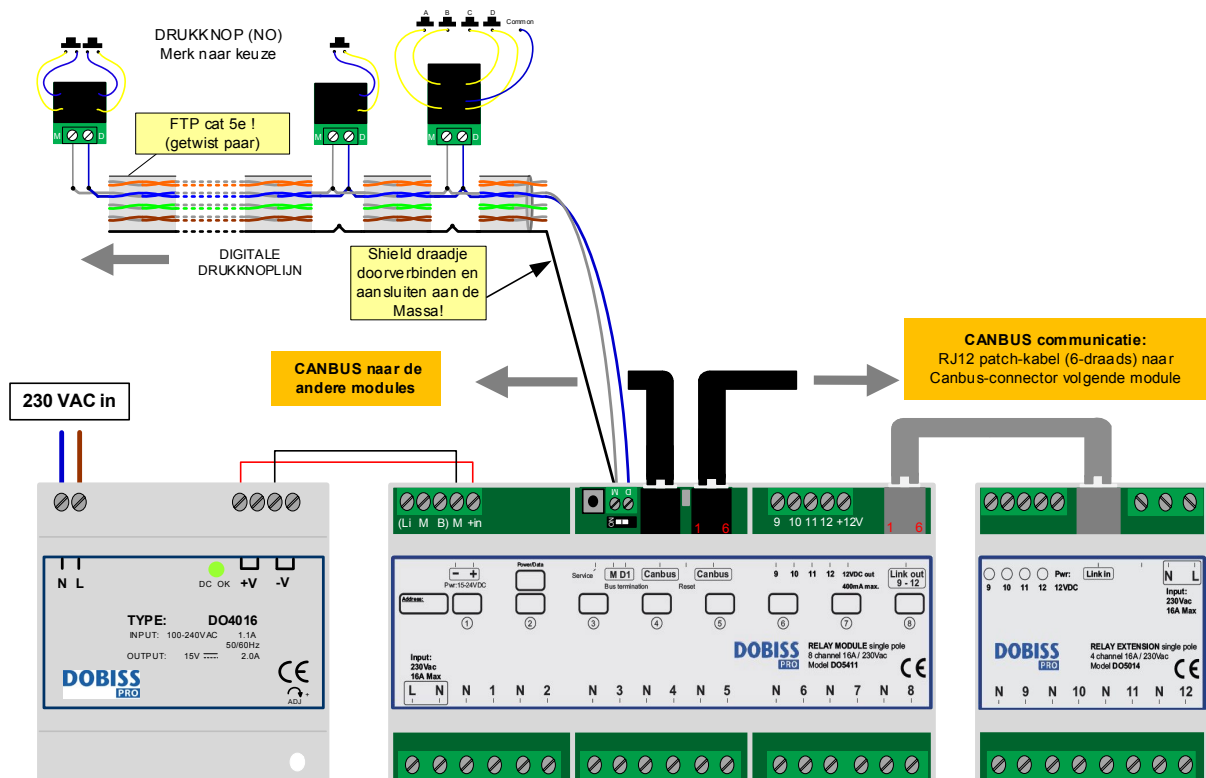 A B C D Common
DRUKKNOP (NO)
Merk naar keuze
M D
M D
M D
FTP cat 5e !
(getwist paar)
DIGITALE
DRUKKNOPLIJN
Shield draadje
doorverbinden en
aansluiten aan de
Massa!
CANBUS naar de
andere modules
CANBUS communicatie:
RJ12 patch-kabel (6-draads) naar
Canbus-connector volgende module
230 VAC in
(Li M B) M +in
M D
ON
1 6
9 10 11 12 +12V
1 6
N L
DC OK
+V -V
TYPE: DO4016
INPUT: 100-240VAC 1.1A
50/60Hz
OUTPUT: 15V 2.0A
DOBISS
PRO
CE
ADJ
- +
Pwr:15-24VDC
Power/Data
Address:
Service
M D1
Bus termination
Canbus
Reset
Canbus
9 10 11 12 12VDC out
400mA max.
Link out
9 - 12
1 2 3 4 5 6 7 8
DOBISS
PRO
RELAY MODULE single pole
8 channel 16A / 230Vac
Model DO5411
CE
Input:
230Vac
16A Max
L N N 1 N 2 N 3 N 4 N 5 N 6 N 7 N 8
9 10 11 12
Pwr:
12VDC
Link in
N L
Input:
230Vac
16A Max
DOBISS
PRO
RELAY EXTENSION single pole
4 channel 16A / 230Vac
Model DO5014
CE
N 9 N 10 N 11 N 12